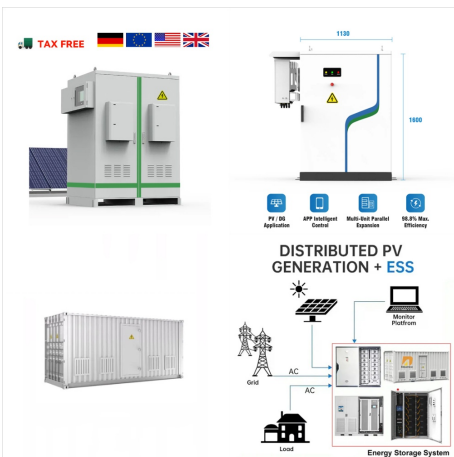 TAX FREE
1130
1600
PV / DG
Application
APP Intelligent
Control
Multi-Unit Parallel
Expansion
98.8% Max.
Efficiency
DISTRIBUTED PV
GENERATION + ESS
Monitor
Platfrom
AC
Grid
AC
Load
Energy Storage System